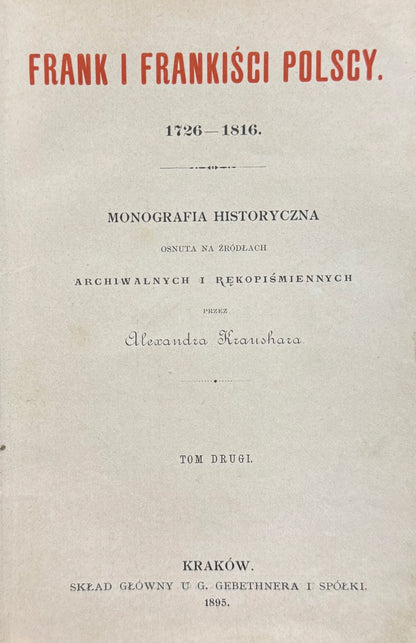 FRANK I FRANKIŚCI POLSCY.
1726—1816.
MONOGRAFIA HISTORYCZNA
OSNUTA NA ŹRÓDŁACH
ARCHIWALNYCH I RĘKOPIŚMIENNYCH
PRZEZ
Alexandra Kraushara.
TOM DRUGI.
KRAKÓW.
SKŁAD GŁÓWNY U G. GEBETHNERA I SPÓŁKI.
1895.